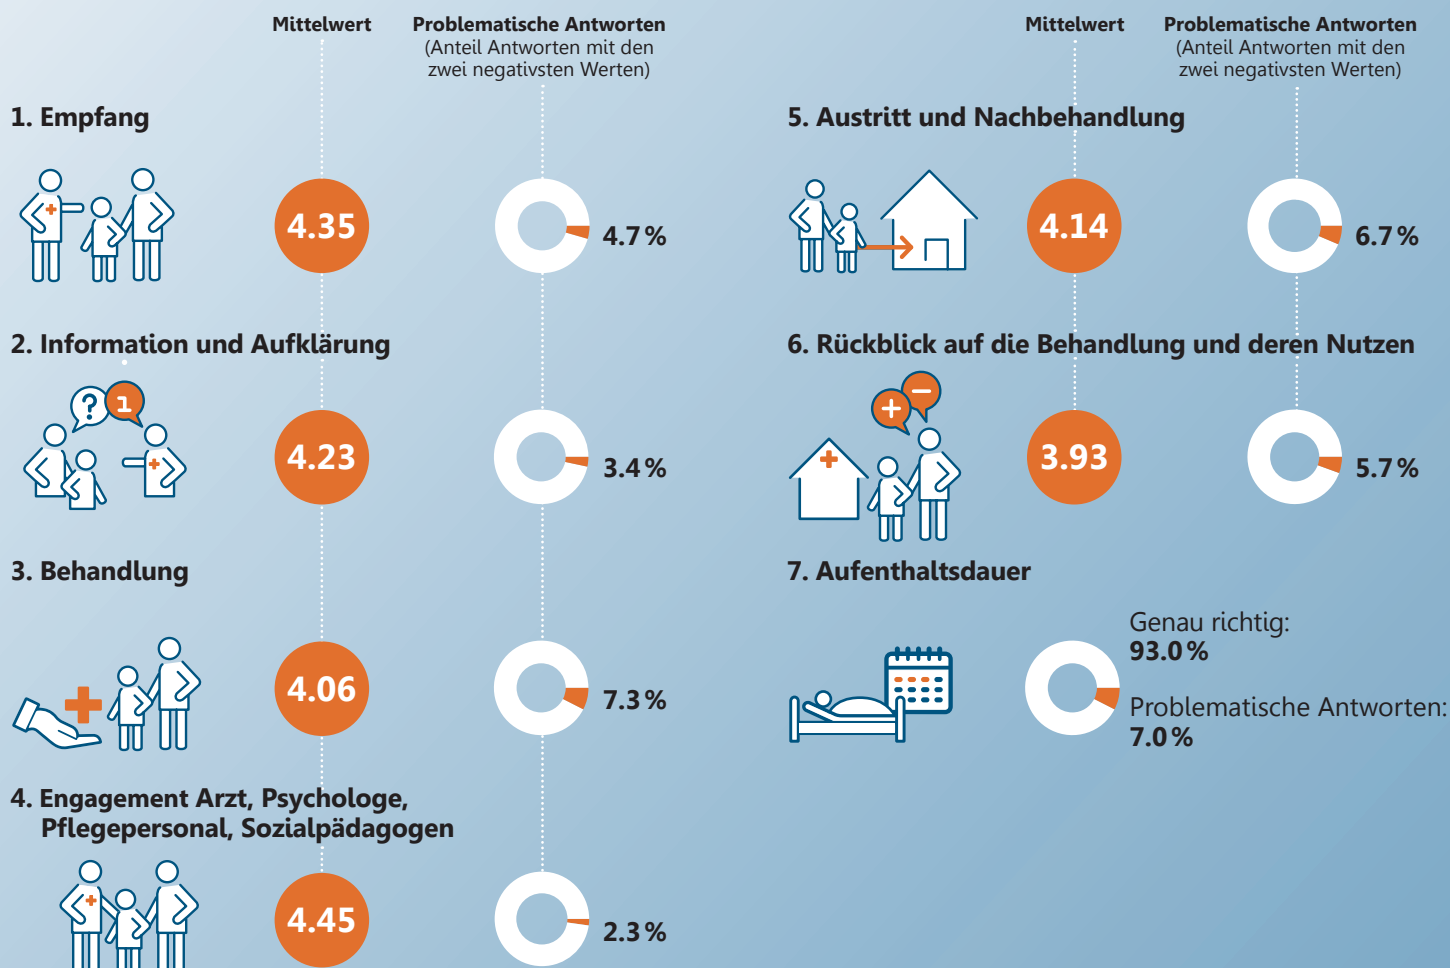 Mittelwert
Problematische Antworten
(Anteil Antworten mit den
zwei negativsten Werten)
1. Empfang
4.35
4.7 %
2. Information und Aufklärung
?
1
4.23
3.4 %
3. Behandlung
4.06
7.3 %
4. Engagement Arzt, Psychologe,
Pflegepersonal, Sozialpädagogen
4.45
2.3 %
Mittelwert
Problematische Antworten
(Anteil Antworten mit den
zwei negativsten Werten)
5. Austritt und Nachbehandlung
4.14
6.7 %
6. Rückblick auf die Behandlung und deren Nutzen
3.93
5.7 %
7. Aufenthaltsdauer
Genau richtig:
93.0 %
Problematische Antworten:
7.0 %